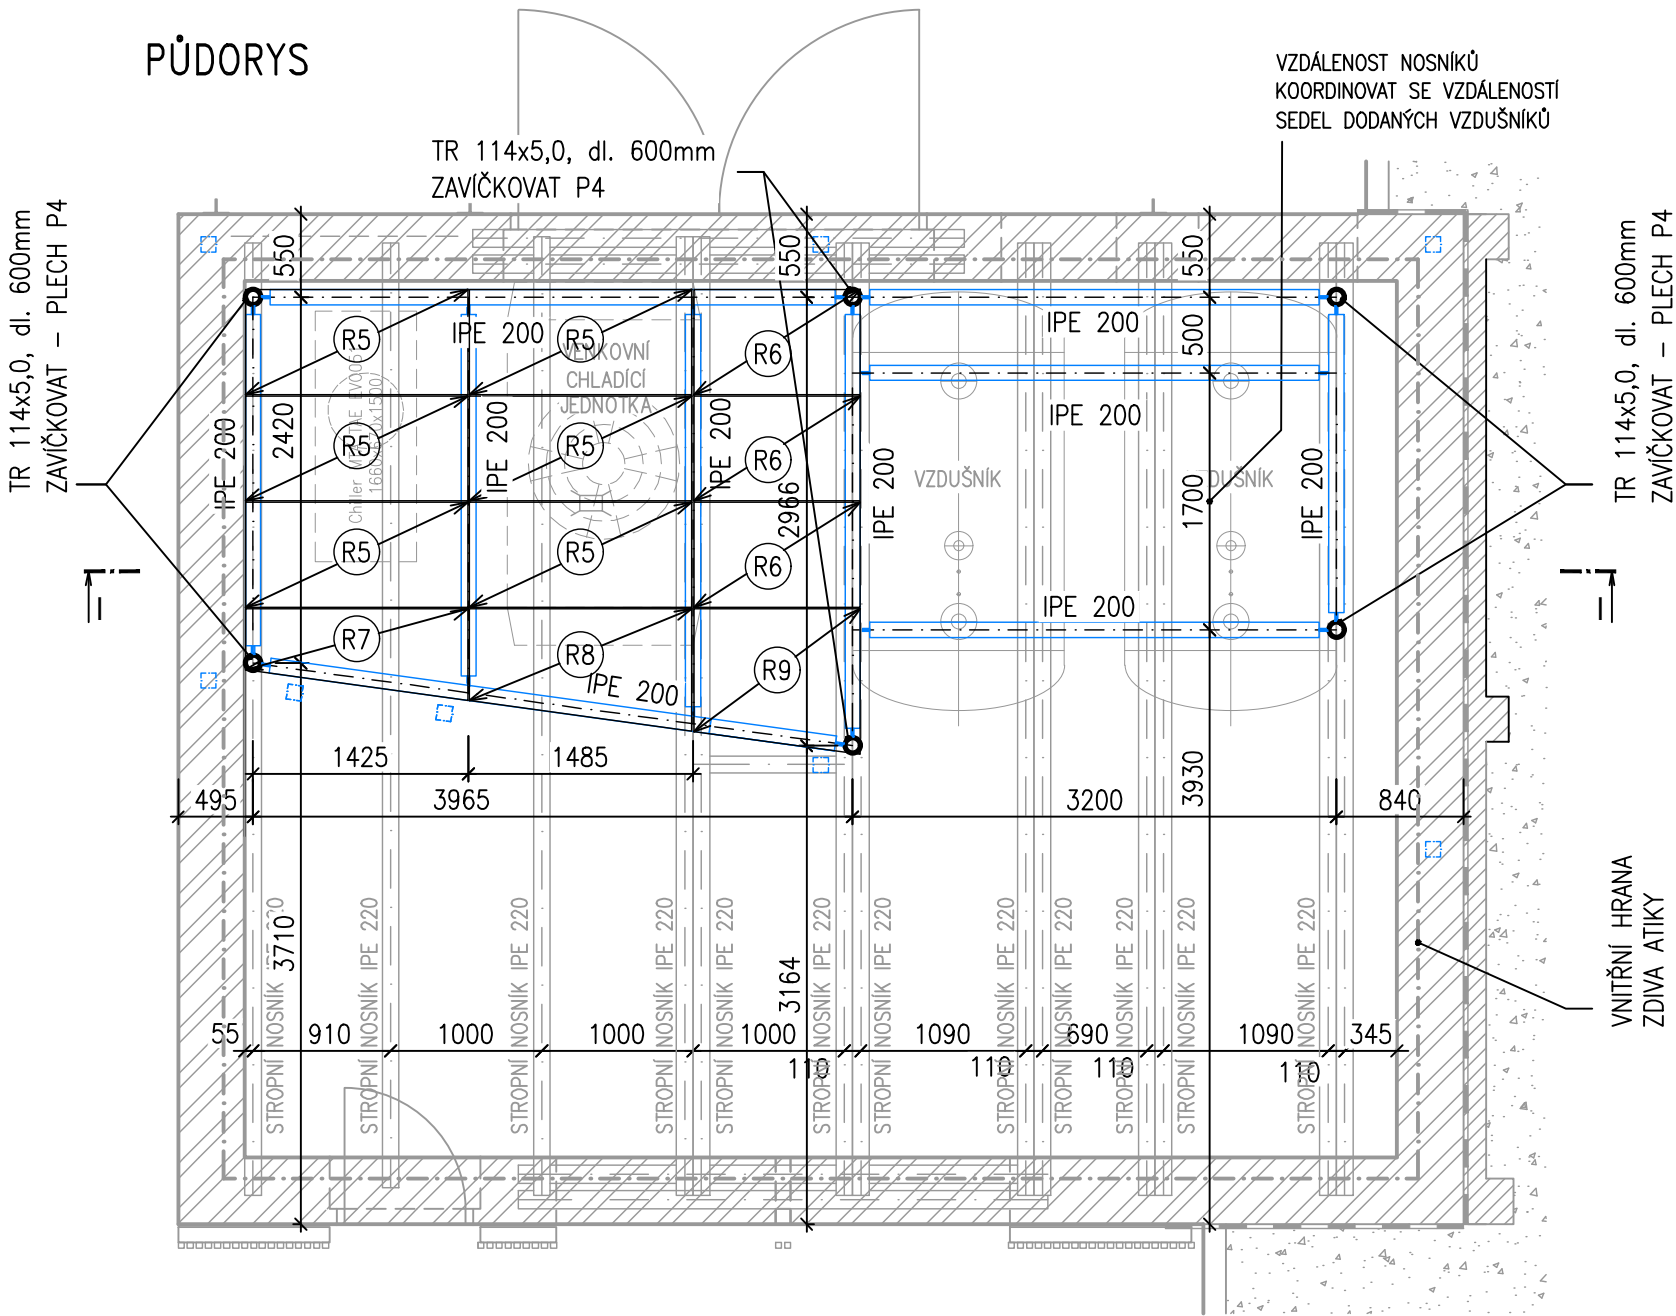 PŮDORYS
VZDÁLENOST NOSNÍKŮ
KOORDINOVAT SE VZDÁLENOSTÍ
SEDEL DODANÝCH VZDUŠNÍKŮ
TR 114x5,0, dl. 600mm
ZAVÍČKOVAT P4
TR 114x5,0, dl. 600mm
ZAVÍČKOVAT – PLECH P4
TR 114x5,0, dl. 600mm
ZAVÍČKOVAT – PLECH P4
550
550
550
500
IPE 200
IPE 200
IPE 200
R5
R5
R6
VENKOVNÍ
CHLADÍCÍ
JEDNOTKA
Chiller
1660x670x1500
IPE 200
2420
IPE 200
IPE 200
R5
R5
R6
2966
IPE 200
VZDUŠNÍK
1700
IPE 200
R5
R5
R6
IPE 200
I
I
R7
R8
R9
IPE 200
1425
1485
495
3965
3200
3930
840
3710
3164
VNITŘNÍ HRANA
ZDIVA ATIKY
STROPNÍ NOSNÍK IPE 220
STROPNÍ NOSNÍK IPE 220
STROPNÍ NOSNÍK IPE 220
STROPNÍ NOSNÍK IPE 220
STROPNÍ NOSNÍK IPE 220
STROPNÍ NOSNÍK IPE 220
STROPNÍ NOSNÍK IPE 220
STROPNÍ NOSNÍK IPE 220
STROPNÍ NOSNÍK IPE 220
STROPNÍ NOSNÍK IPE 220
STROPNÍ NOSNÍK IPE 220
STROPNÍ NOSNÍK IPE 220
55
910
1000
1000
1000
1090
690
1090
345
110
110
110
110